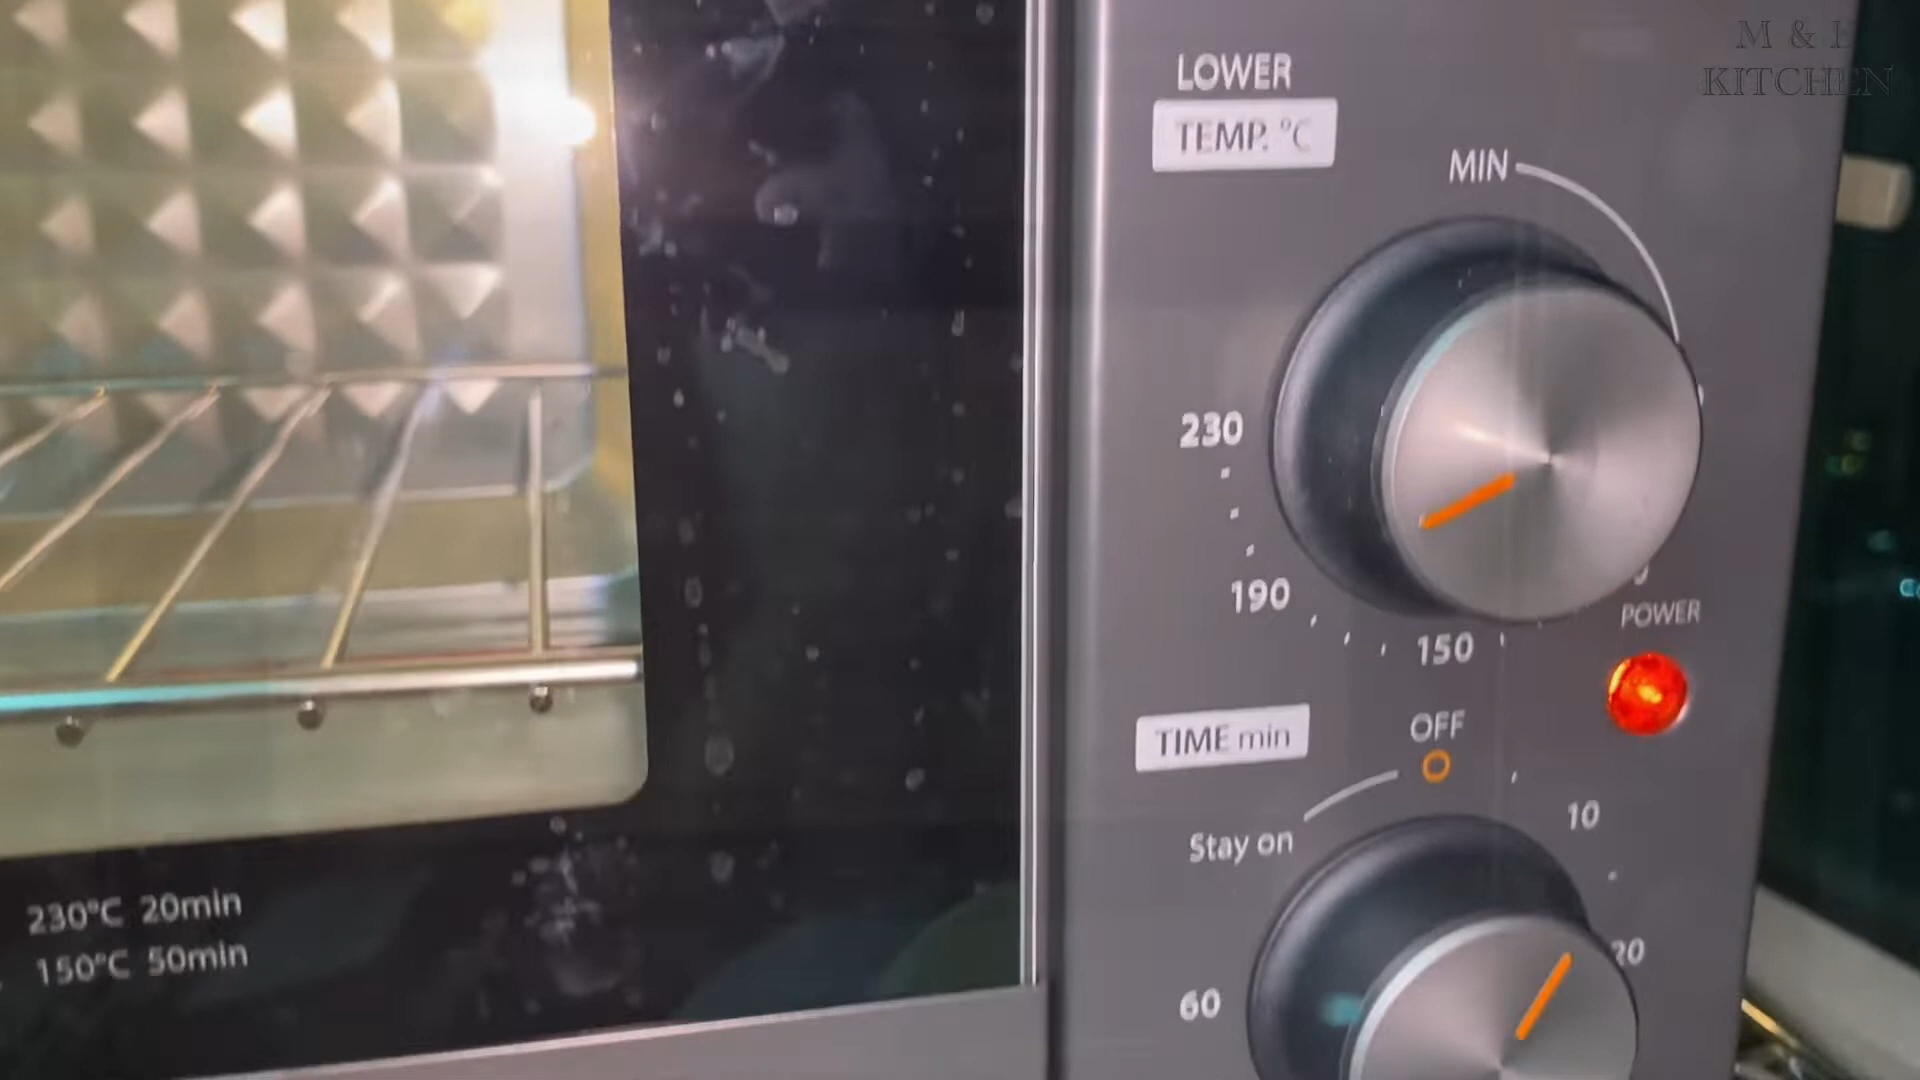 M & E
KITCHEN
LOWER
TEMP. °C
MIN
230
190
150
POWER
TIME min
OFF
Stay on
10
20
60
230°C 20min
150°C 50min